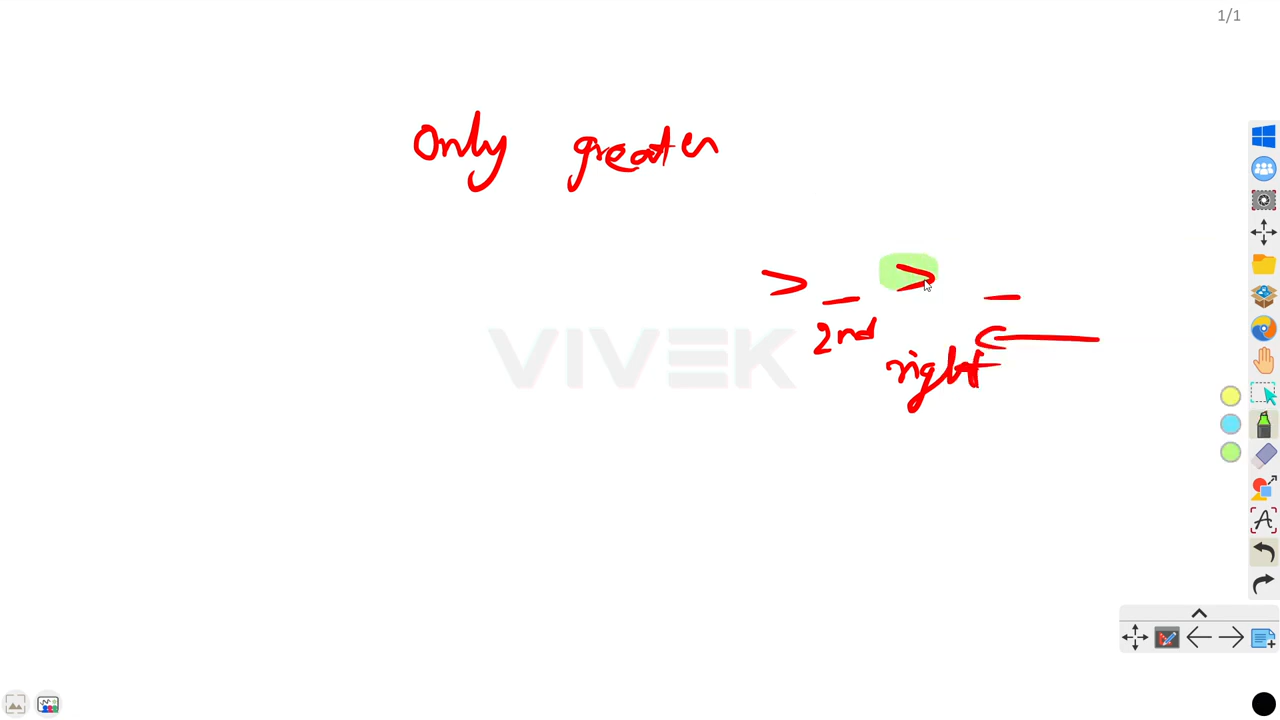 1/1
Only greater
> _ > _
2nd
right
VIVEK